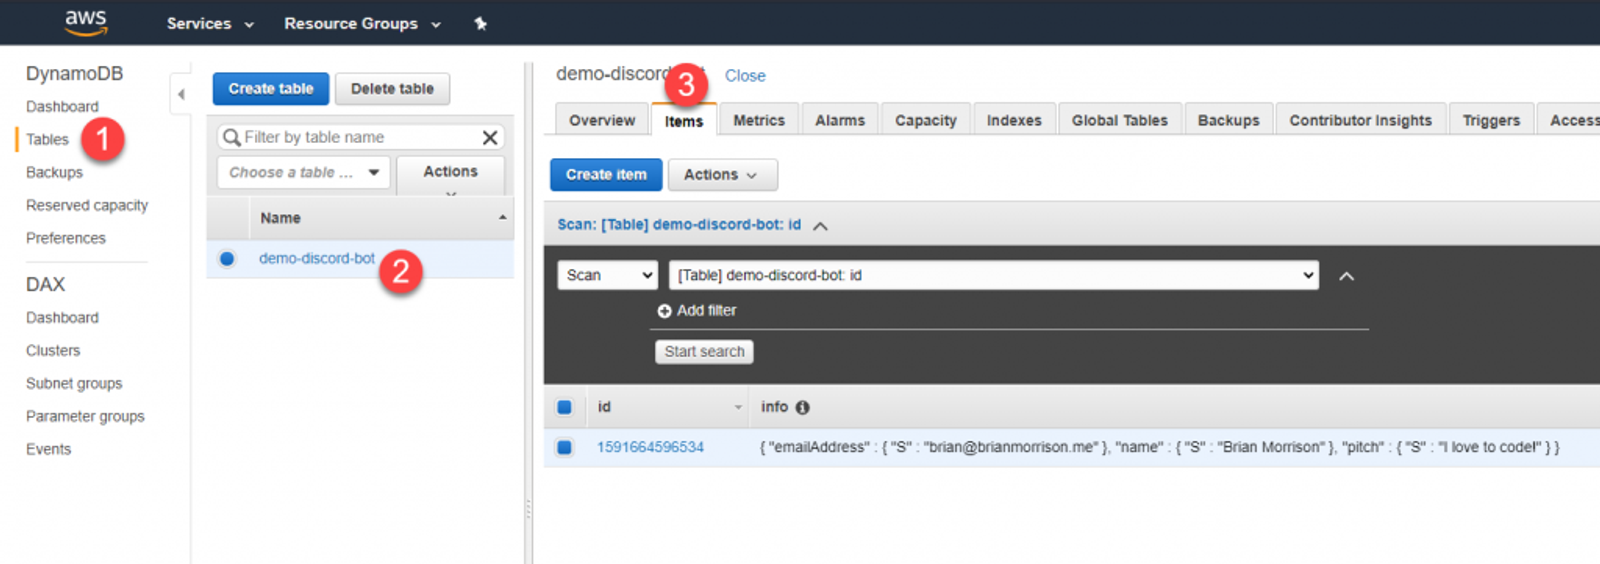 aws Services Resource Groups
DynamoDB
Dashboard
Tables 1
Backups
Reserved capacity
Preferences
DAX
Dashboard
Clusters
Subnet groups
Parameter groups
Events
Create table Delete table
Filter by table name
Choose a table ... Actions
Name
demo-discord-bot 2
Close
3
Overview Items Metrics Alarms Capacity Indexes Global Tables Backups Contributor Insights Triggers Access
Create item Actions
Scan: [Table] demo-discord-bot: id
Scan [Table] demo-discord-bot: id
Add filter
Start search
id info
1591664596534 { "emailAddress" : { "S" : "brian@brianmorrison.me" }, "name" : { "S" : "Brian Morrison" }, "pitch" : { "S" : "I love to code!" } }